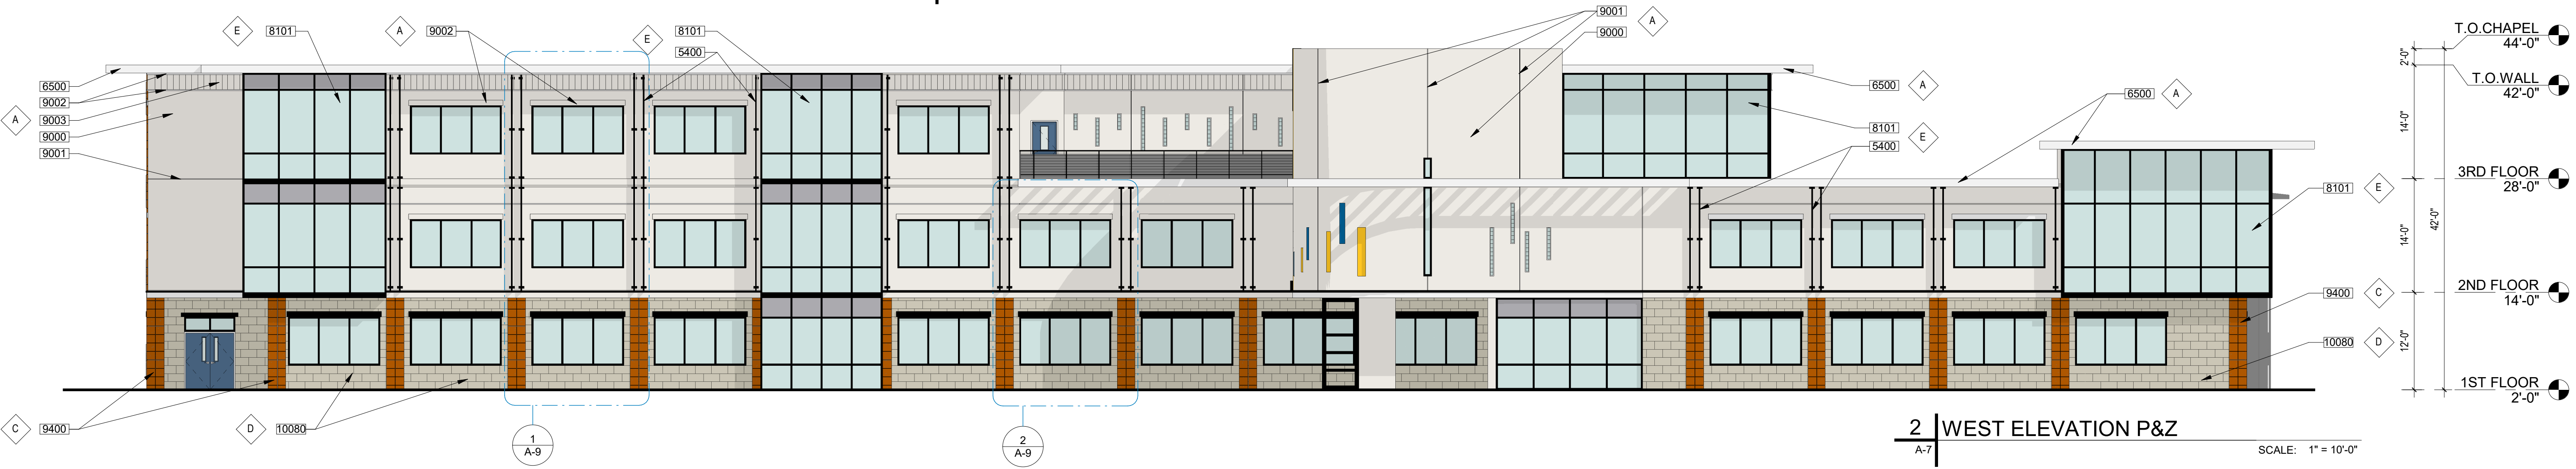 E
8101
A
9002
E
8101
5400
9001
A
9000
6500
9002
9003
9000
9001
A
6500
A
8101
E
5400
6500
A
8101
E
9400
C
10080
D
C
9400
D
10080
1
A-9
2
A-9
T.O.CHAPEL
44'-0"
T.O.WALL
42'-0"
3RD FLOOR
28'-0"
2ND FLOOR
14'-0"
1ST FLOOR
2'-0"
2'-0"
14'-0"
14'-0"
12'-0"
42'-0"
2 WEST ELEVATION P&Z
A-7 SCALE: 1" = 10'-0"